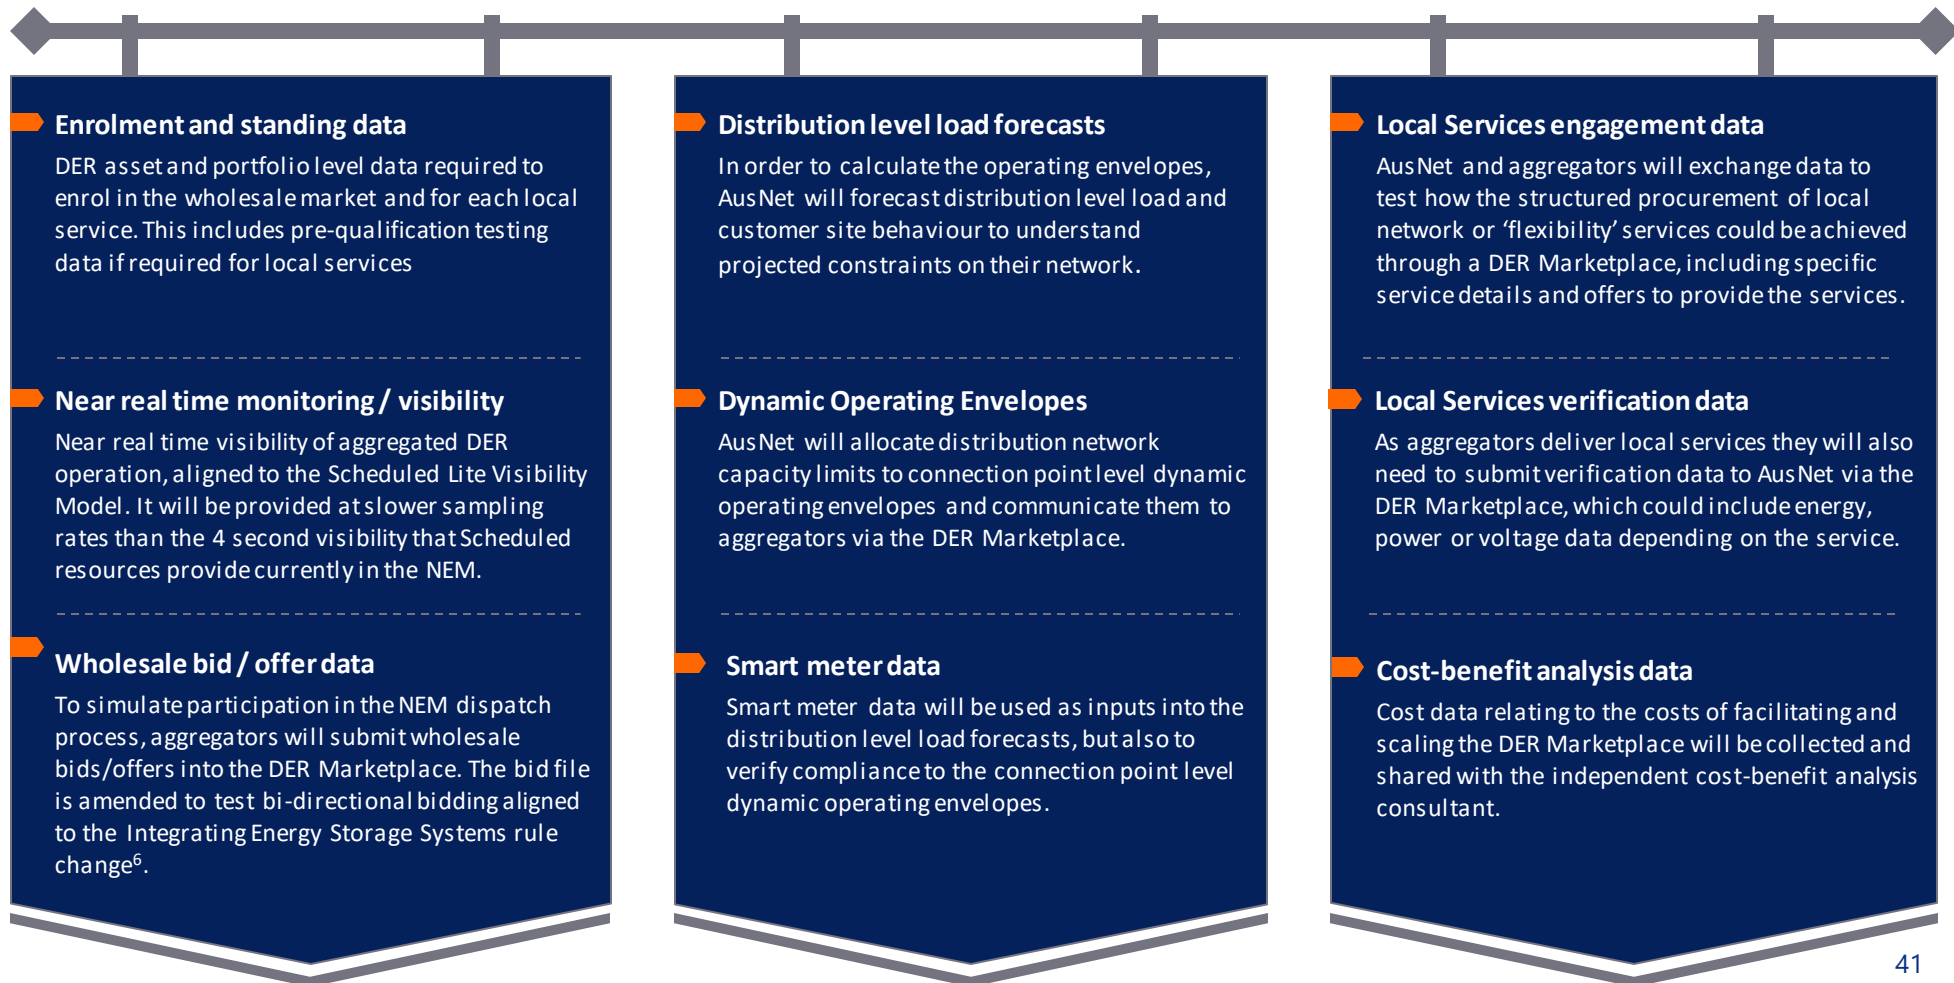 Enrolment and standing data
DER asset and portfolio level data required to
enrol in the wholesale market and for each local
service. This includes pre-qualification testing
data if required for local services
Near real time monitoring / visibility
Near real time visibility of aggregated DER
operation, aligned to the Scheduled Lite Visibility
Model. It will be provided at slower sampling
rates than the 4 second visibility that Scheduled
resources provide currently in the NEM.
Wholesale bid / offer data
To simulate participation in the NEM dispatch
process, aggregators will submit wholesale
bids/offers into the DER Marketplace. The bid file
is amended to test bi-directional bidding aligned
to the Integrating Energy Storage Systems rule
change⁶.
Distribution level load forecasts
In order to calculate the operating envelopes,
AusNet will forecast distribution level load and
customer site behaviour to understand
projected constraints on their network.
Dynamic Operating Envelopes
AusNet will allocate distribution network
capacity limits to connection point level dynamic
operating envelopes and communicate them to
aggregators via the DER Marketplace.
Smart meter data
Smart meter data will be used as inputs into the
distribution level load forecasts, but also to
verify compliance to the connection point level
dynamic operating envelopes.
Local Services engagement data
AusNet and aggregators will exchange data to
test how the structured procurement of local
network or ‘flexibility’ services could be achieved
through a DER Marketplace, including specific
service details and offers to provide the services.
Local Services verification data
As aggregators deliver local services they will also
need to submit verification data to AusNet via the
DER Marketplace, which could include energy,
power or voltage data depending on the service.
Cost-benefit analysis data
Cost data relating to the costs of facilitating and
scaling the DER Marketplace will be collected and
shared with the independent cost-benefit analysis
consultant.
41